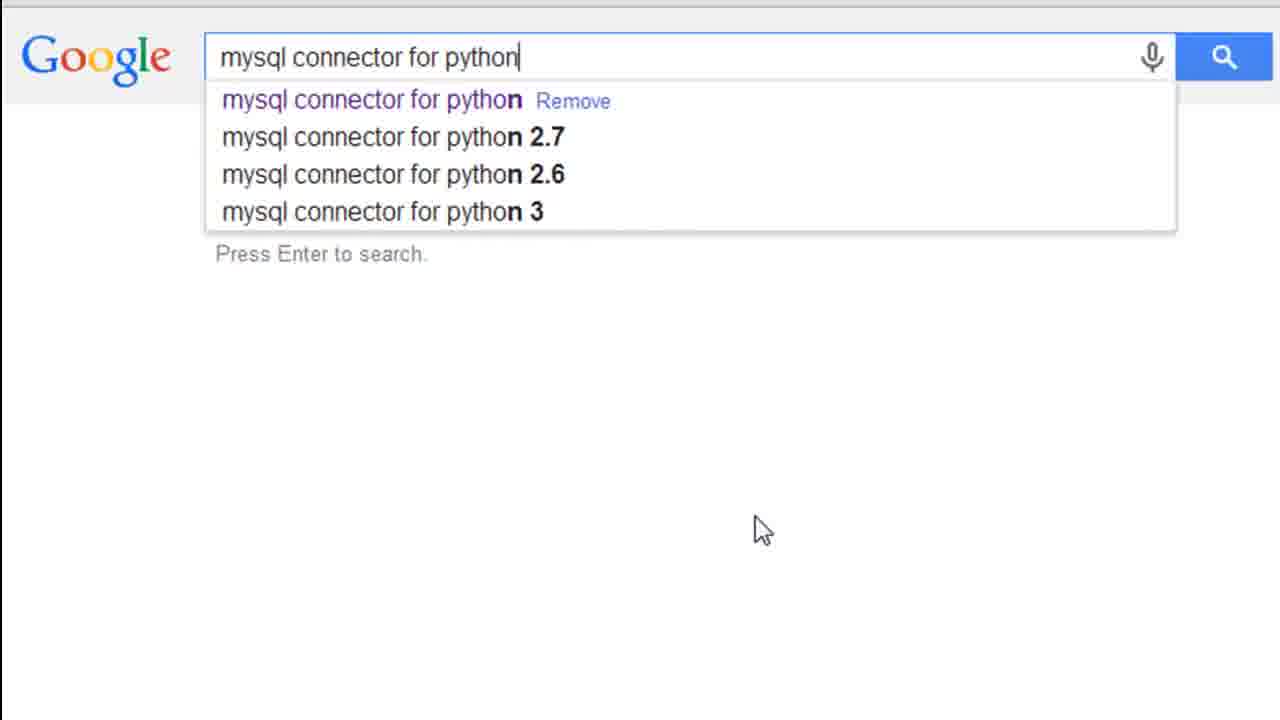 Google
mysql connector for python
mysql connector for python Remove
mysql connector for python 2.7
mysql connector for python 2.6
mysql connector for python 3
Press Enter to search.